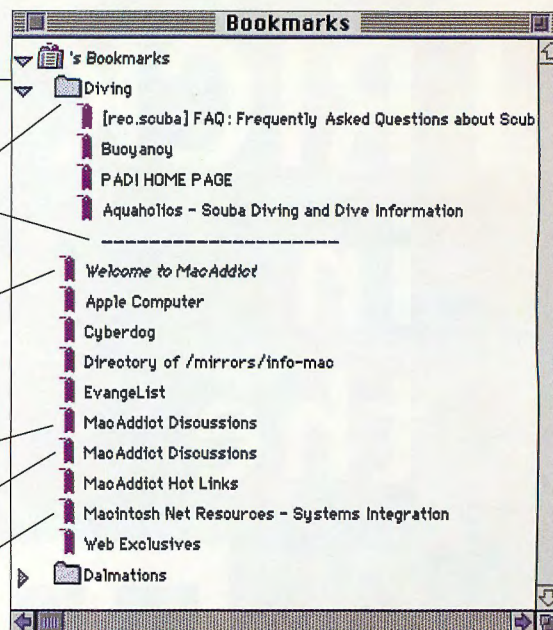 Bookmarks
's Bookmarks
Diving
[rec.scuba] FAQ: Frequently Asked Questions about Scub
Buoyancy
PADI HOME PAGE
Aquaholics - Scuba Diving and Dive Information
--------------------
Welcome to MacAddict
Apple Computer
Cyberdog
Directory of /mirrors/info-mac
EvangeList
MacAddict Discussions
MacAddict Discussions
MacAddict Hot Links
Macintosh Net Resources - Systems Integration
Web Exclusives
Dalmations